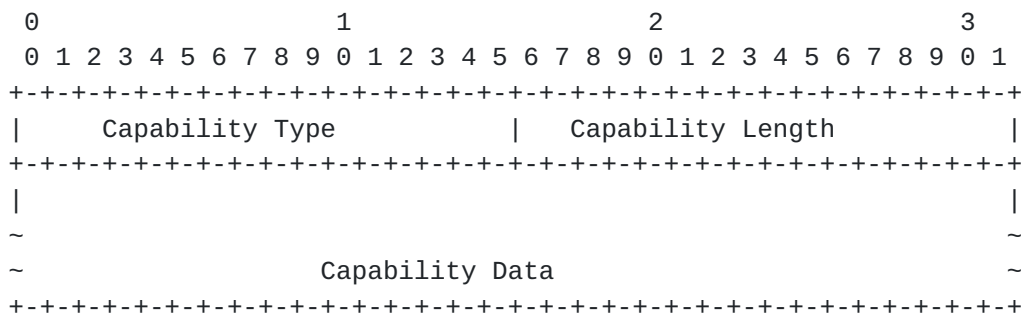 0                   1                   2                   3
 0 1 2 3 4 5 6 7 8 9 0 1 2 3 4 5 6 7 8 9 0 1 2 3 4 5 6 7 8 9 0 1
+-+-+-+-+-+-+-+-+-+-+-+-+-+-+-+-+-+-+-+-+-+-+-+-+-+-+-+-+-+-+-+-+
|     Capability Type           |   Capability Length           |
+-+-+-+-+-+-+-+-+-+-+-+-+-+-+-+-+-+-+-+-+-+-+-+-+-+-+-+-+-+-+-+-+
|                                                               |
~                                                               ~
~                   Capability Data                             ~
+-+-+-+-+-+-+-+-+-+-+-+-+-+-+-+-+-+-+-+-+-+-+-+-+-+-+-+-+-+-+-+-+